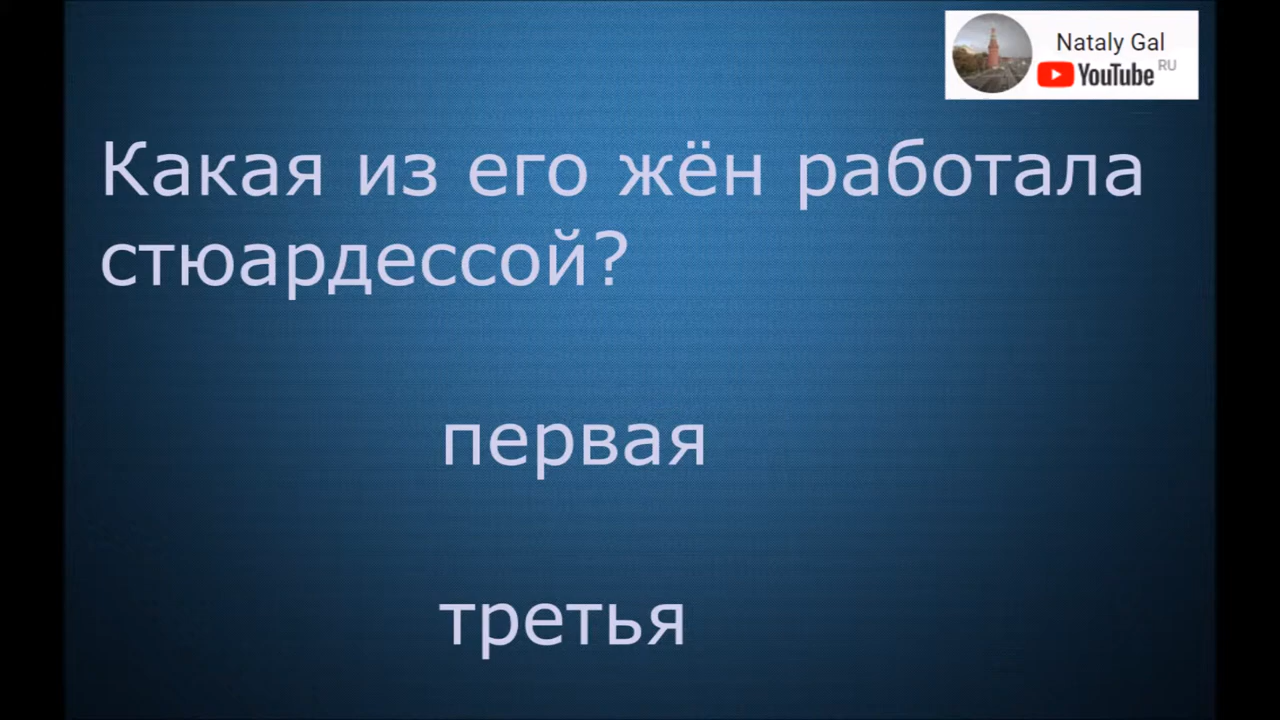 Nataly Gal
YouTube RU
Какая из его жён работала
стюардессой?
первая
третья